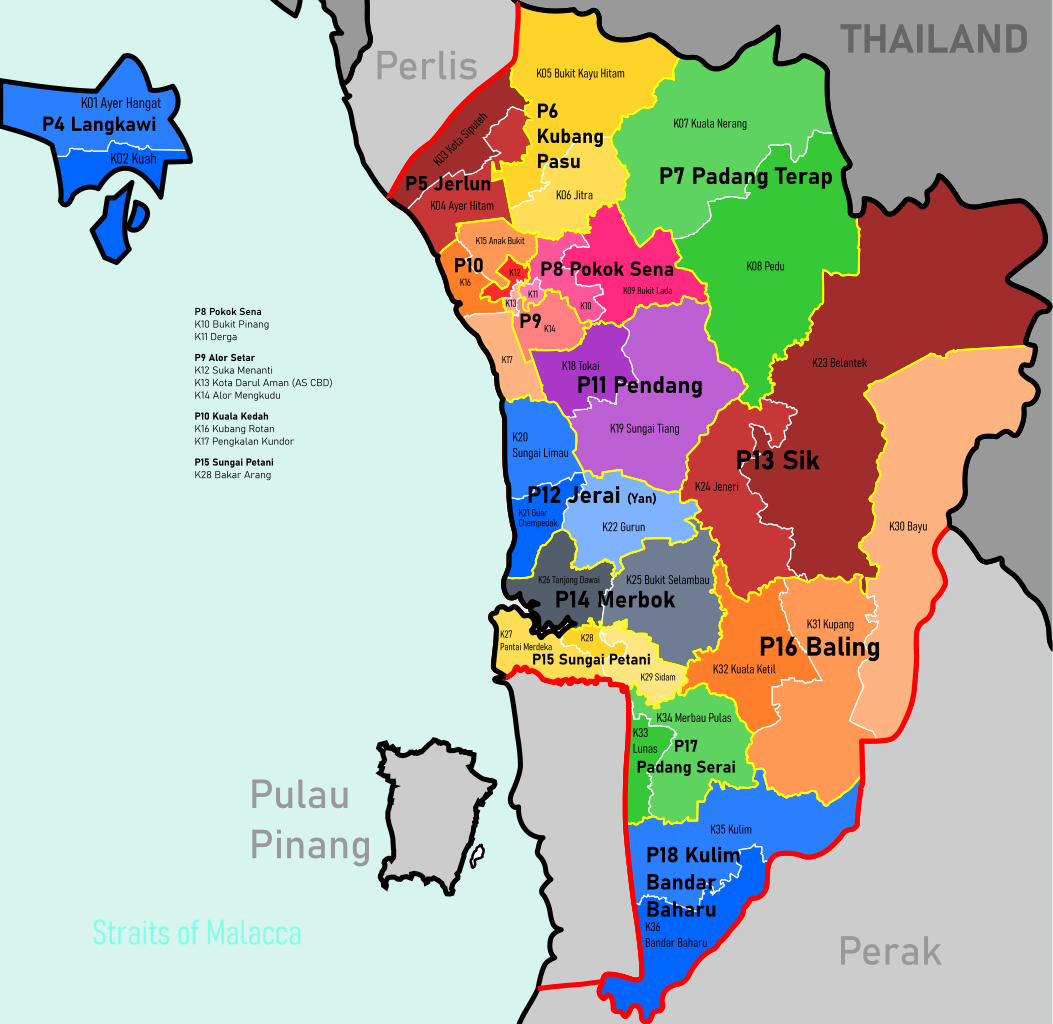 THAILAND
Perlis
K05 Bukit Kayu Hitam
K01 Ayer Hangat
P4 Langkawi
K02 Kuah
P6
Kubang
Pasu
K07 Kuala Nerang
K03 Kota Siputeh
P5 Jerlun
K04 Ayer Hitam
K06 Jitra
P7 Padang Terap
K15 Anak Bukit
P10
K16
K12
P8 Pokok Sena
K08 Pedu
K09 Bukit Lada
K11
K13
K10
P9
K14
P8 Pokok Sena
K10 Bukit Pinang
K11 Derga
P9 Alor Setar
K12 Suka Menanti
K13 Kota Darul Aman (AS CBD)
K14 Alor Mengkudu
P10 Kuala Kedah
K16 Kubang Rotan
K17 Pengkalan Kundor
P15 Sungai Petani
K28 Bakar Arang
K17
K18 Tokai
P11 Pendang
K23 Belantek
K19 Sungai Tiang
K20
Sungai Limau
P13 Sik
K24 Jeneri
P12 Jerai (Yan)
K21 Guar
Chempedak
K22 Gurun
K30 Bayu
K26 Tanjong Dawai
K25 Bukit Selambau
P14 Merbok
K27
Pantai Merdeka
K28
P15 Sungai Petani
K29 Sidam
K31 Kupang
P16 Baling
K32 Kuala Ketil
K34 Merbau Pulas
K33
Lunas
P17
Padang Serai
Pulau
Pinang
K35 Kulim
P18 Kulim
Bandar
Baharu
K36
Bandar Baharu
Straits of Malacca
Perak